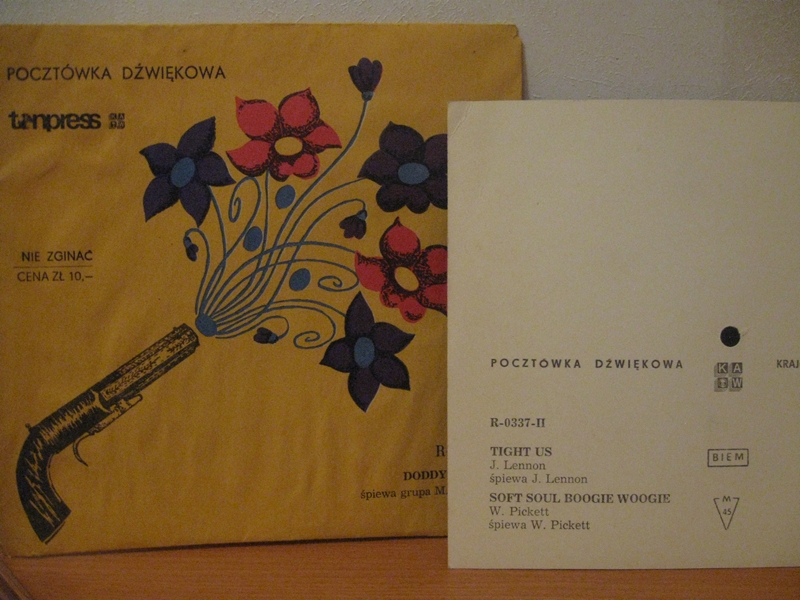 POCZTÓWKA DŹWIĘKOWA
tonpress
NIE ZGINAĆ
CENA ZŁ 10,—
R
DODDY
śpiewa grupa M.
POCZTÓWKA DŹWIĘKOWA
KAW
KRAJ
R-0337-II
TIGHT US
J. Lennon
śpiewa J. Lennon
BIEM
SOFT SOUL BOOGIE WOOGIE
W. Pickett
śpiewa W. Pickett
M
45